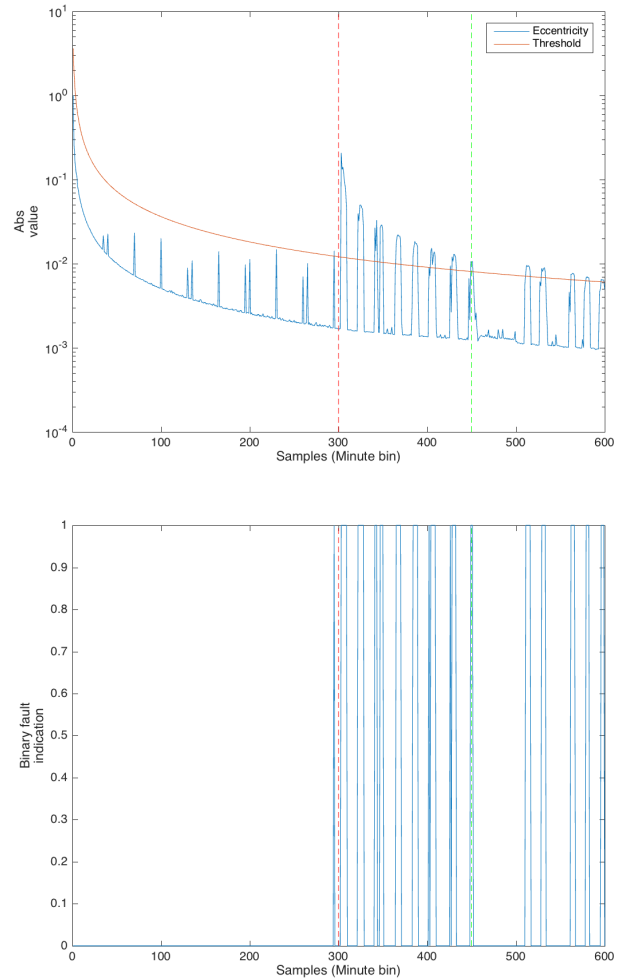 10^1
Eccentricity
Threshold
10^0
10^-1
Abs
value
10^-2
10^-3
10^-4
0 100 200 300 400 500 600
Samples (Minute bin)
1
0.9
0.8
0.7
0.6
0.5
Binary fault
indication
0.4
0.3
0.2
0.1
0
0 100 200 300 400 500 600
Samples (Minute bin)